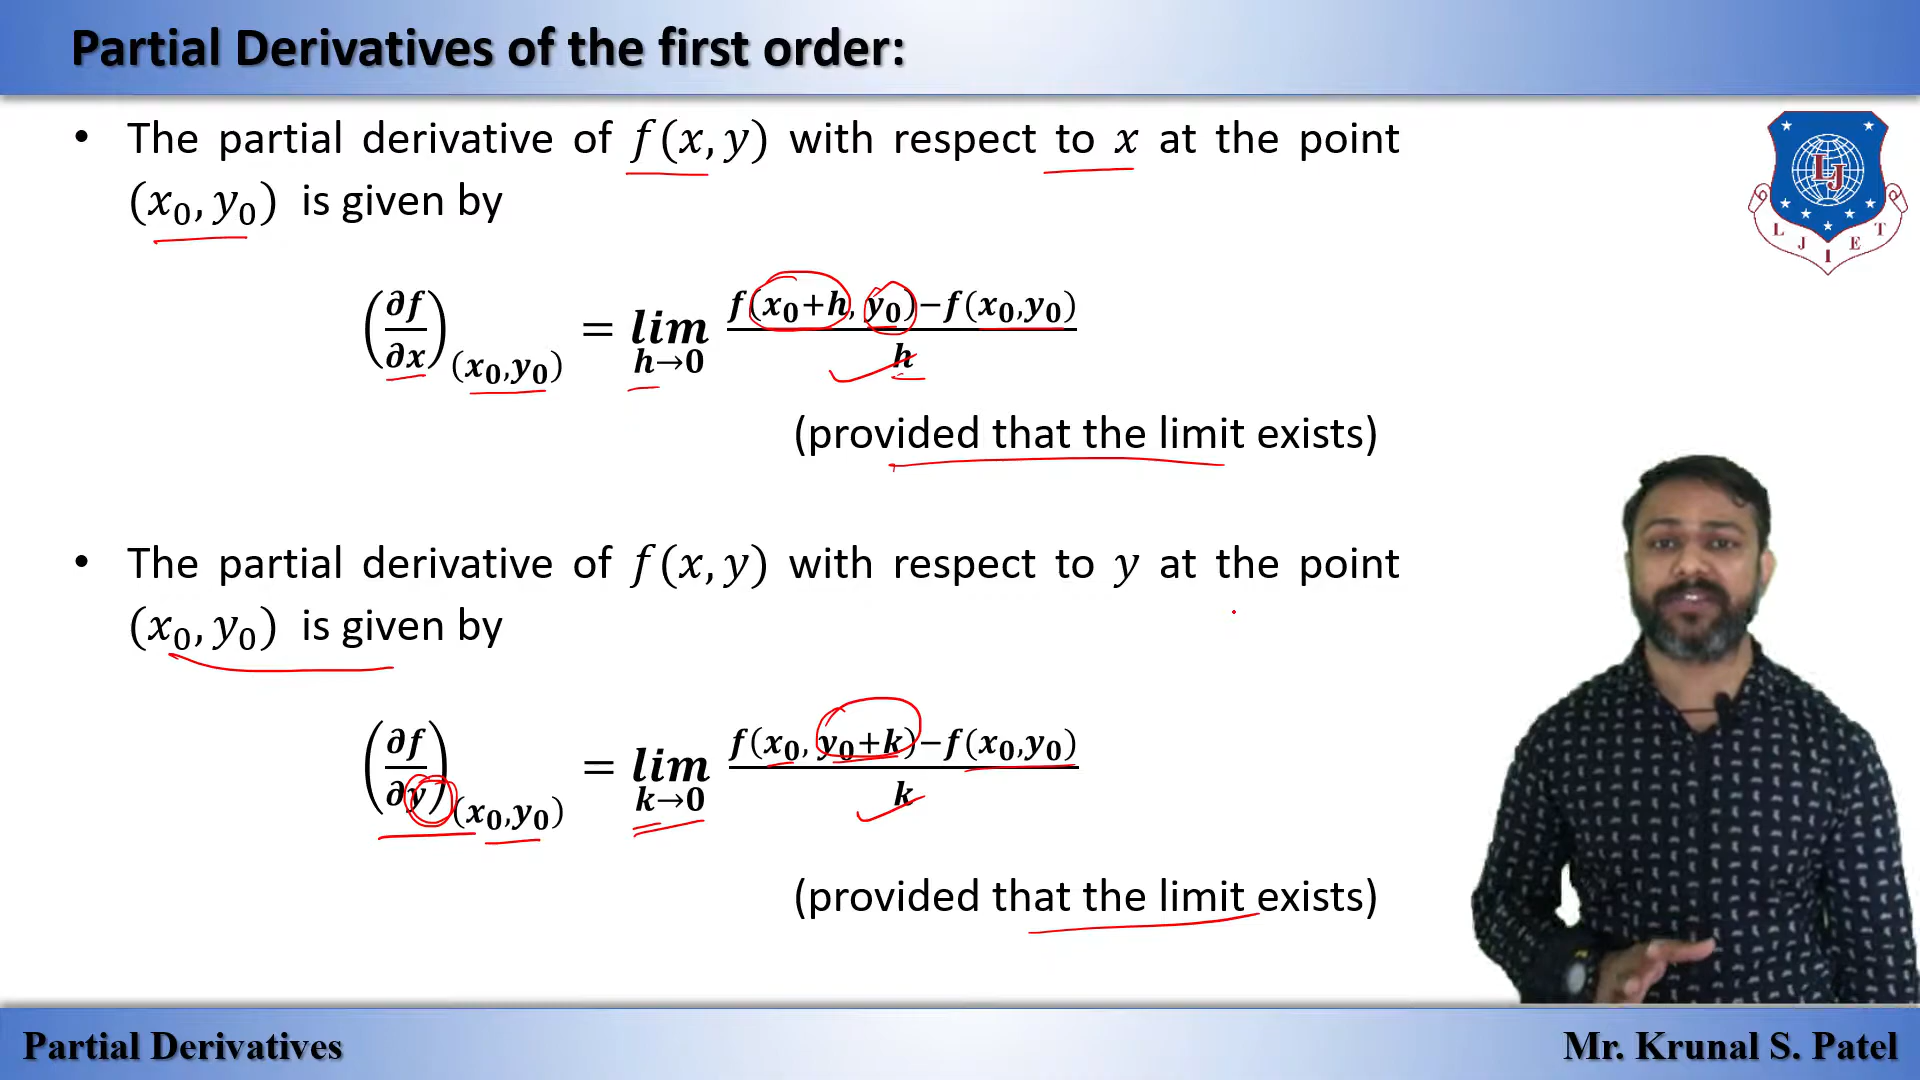 Partial Derivatives of the first order:
• The partial derivative of f(x, y) with respect to x at the point
(x₀, y₀) is given by
(∂f/∂x)₍ₓ₀,ᵧ₀₎ = lim h→0 f(x₀+h, y₀)−f(x₀,y₀) / h
(provided that the limit exists)
• The partial derivative of f(x, y) with respect to y at the point
(x₀, y₀) is given by
(∂f/∂y)₍ₓ₀,ᵧ₀₎ = lim k→0 f(x₀, y₀+k)−f(x₀,y₀) / k
(provided that the limit exists)
LJ
L J I E T
Partial Derivatives
Mr. Krunal S. Patel